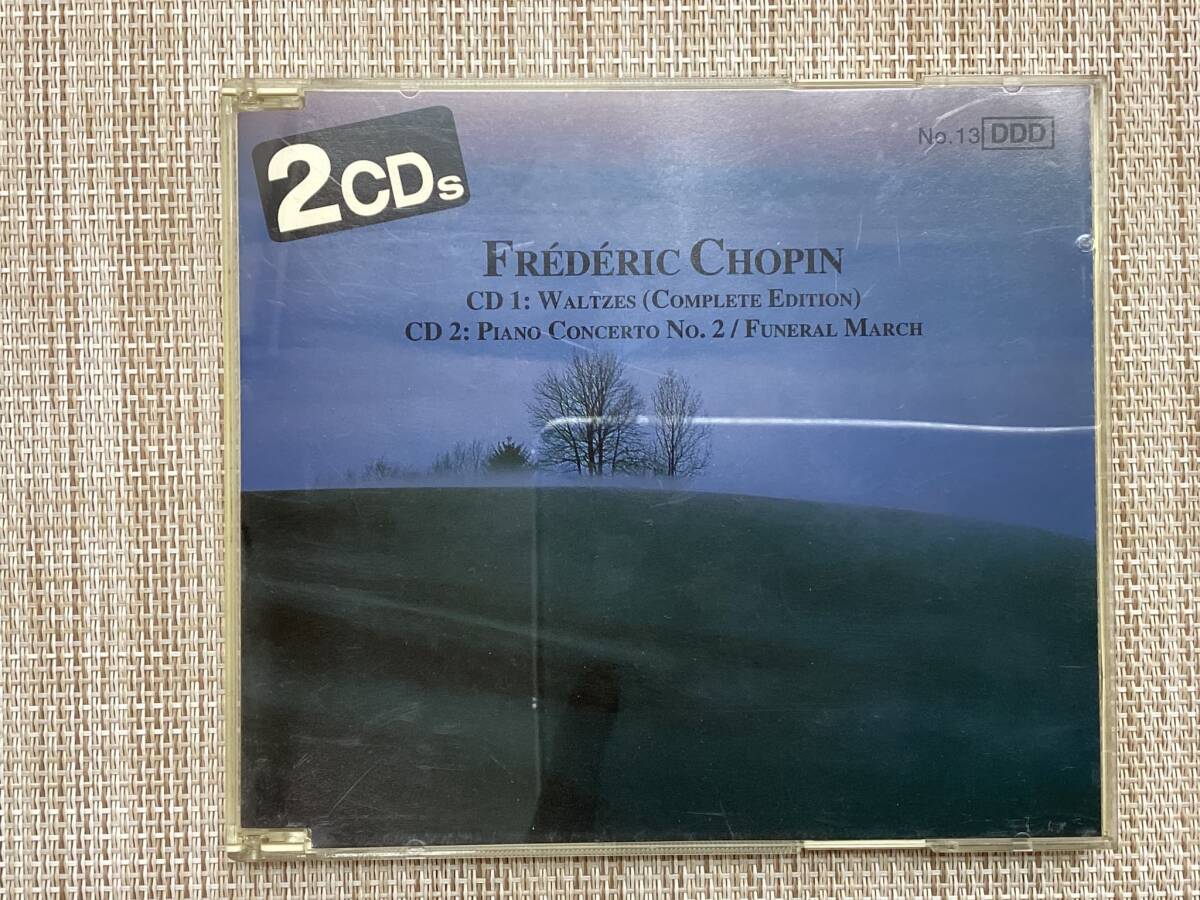 2CDs
No.13 DDD
FRÉDÉRIC CHOPIN
CD 1: WALTZES (COMPLETE EDITION)
CD 2: PIANO CONCERTO NO. 2 / FUNERAL MARCH